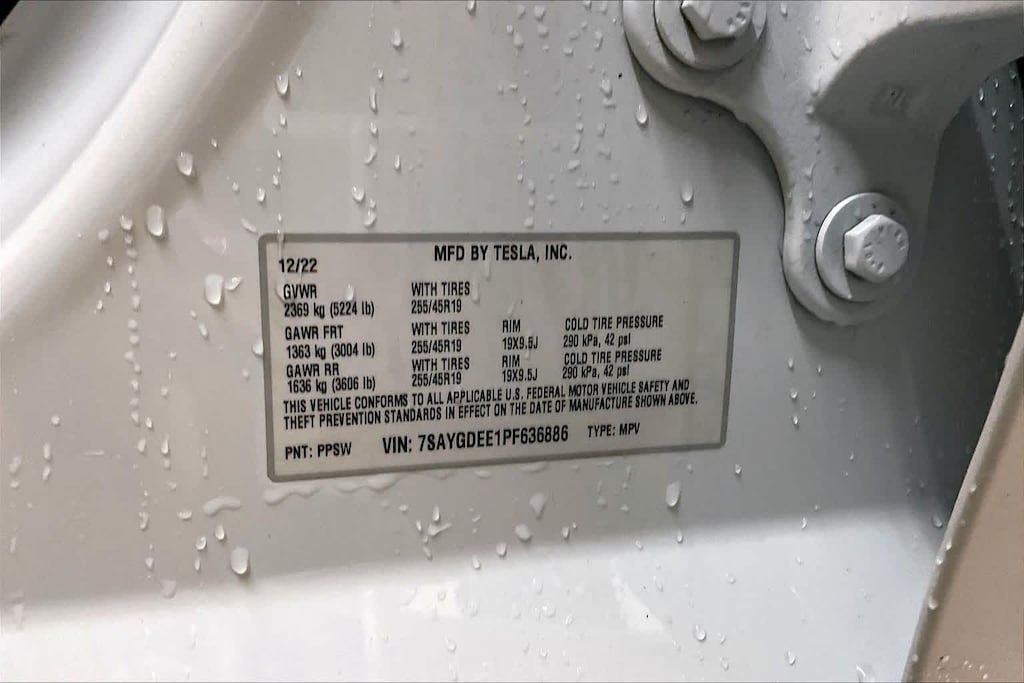 MFD BY TESLA, INC.
12/22
GVWR WITH TIRES
2369 kg (5224 lb) 255/45R19
GAWR FRT WITH TIRES RIM COLD TIRE PRESSURE
1363 kg (3004 lb) 255/45R19 19X9.5J 290 kPa, 42 psi
GAWR RR WITH TIRES RIM COLD TIRE PRESSURE
1636 kg (3606 lb) 255/45R19 19X9.5J 290 kPa, 42 psi
THIS VEHICLE CONFORMS TO ALL APPLICABLE U.S. FEDERAL MOTOR VEHICLE SAFETY AND
THEFT PREVENTION STANDARDS IN EFFECT ON THE DATE OF MANUFACTURE SHOWN ABOVE.
PNT: PPSW VIN: 7SAYGDEE1PF636886 TYPE: MPV